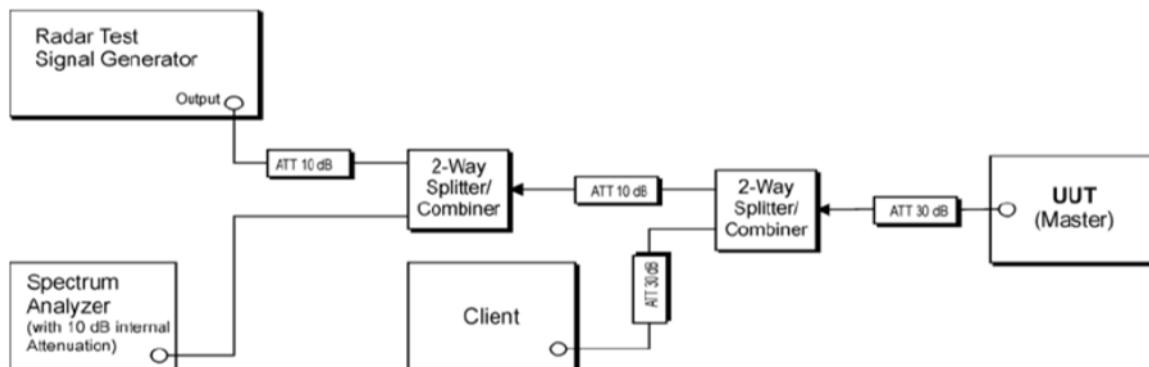 Radar Test
Signal Generator
Output
ATT 10 dB
2-Way
Splitter/
Combiner
ATT 10 dB
2-Way
Splitter/
Combiner
ATT 30 dB
UUT
(Master)
Spectrum
Analyzer
(with 10 dB internal
Attenuation)
Client
ATT 30 dB